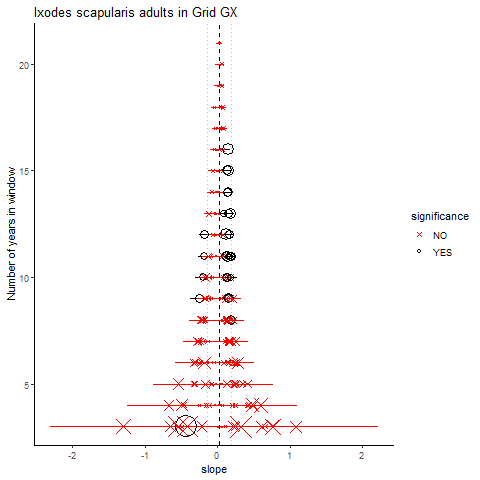 Ixodes scapularis adults in Grid GX
Number of years in window
20
15
10
5
-2
-1
0
1
2
slope
significance
NO
YES